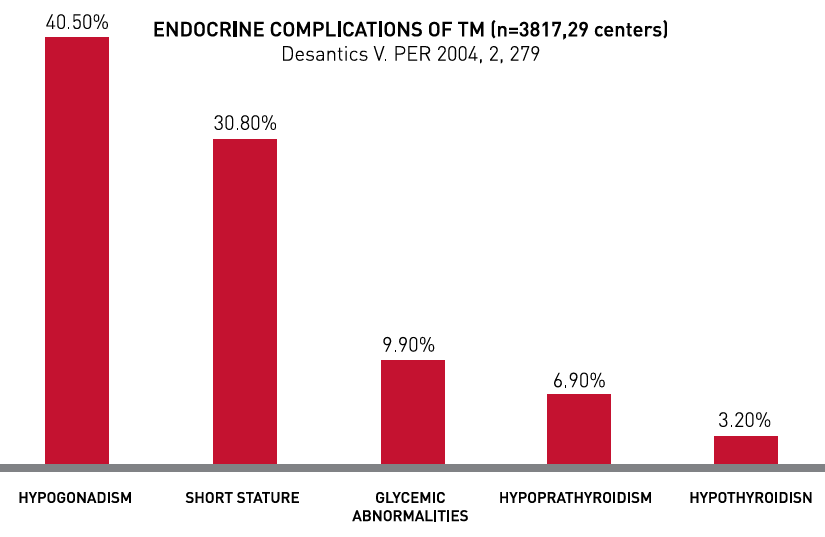 40.50%
ENDOCRINE COMPLICATIONS OF TM (n=3817,29 centers)
Desantics V. PER 2004, 2, 279
30.80%
9.90%
6.90%
3.20%
HYPOGONADISM
SHORT STATURE
GLYCEMIC
ABNORMALITIES
HYPOPRATHYROIDISM
HYPOTHYROIDISN